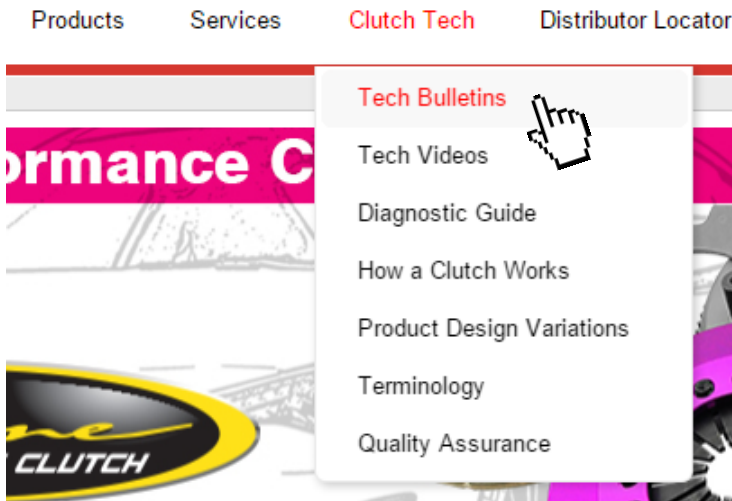 Products Services Clutch Tech Distributor Locator
Tech Bulletins
Tech Videos
Diagnostic Guide
How a Clutch Works
Product Design Variations
Terminology
Quality Assurance
CLUTCH